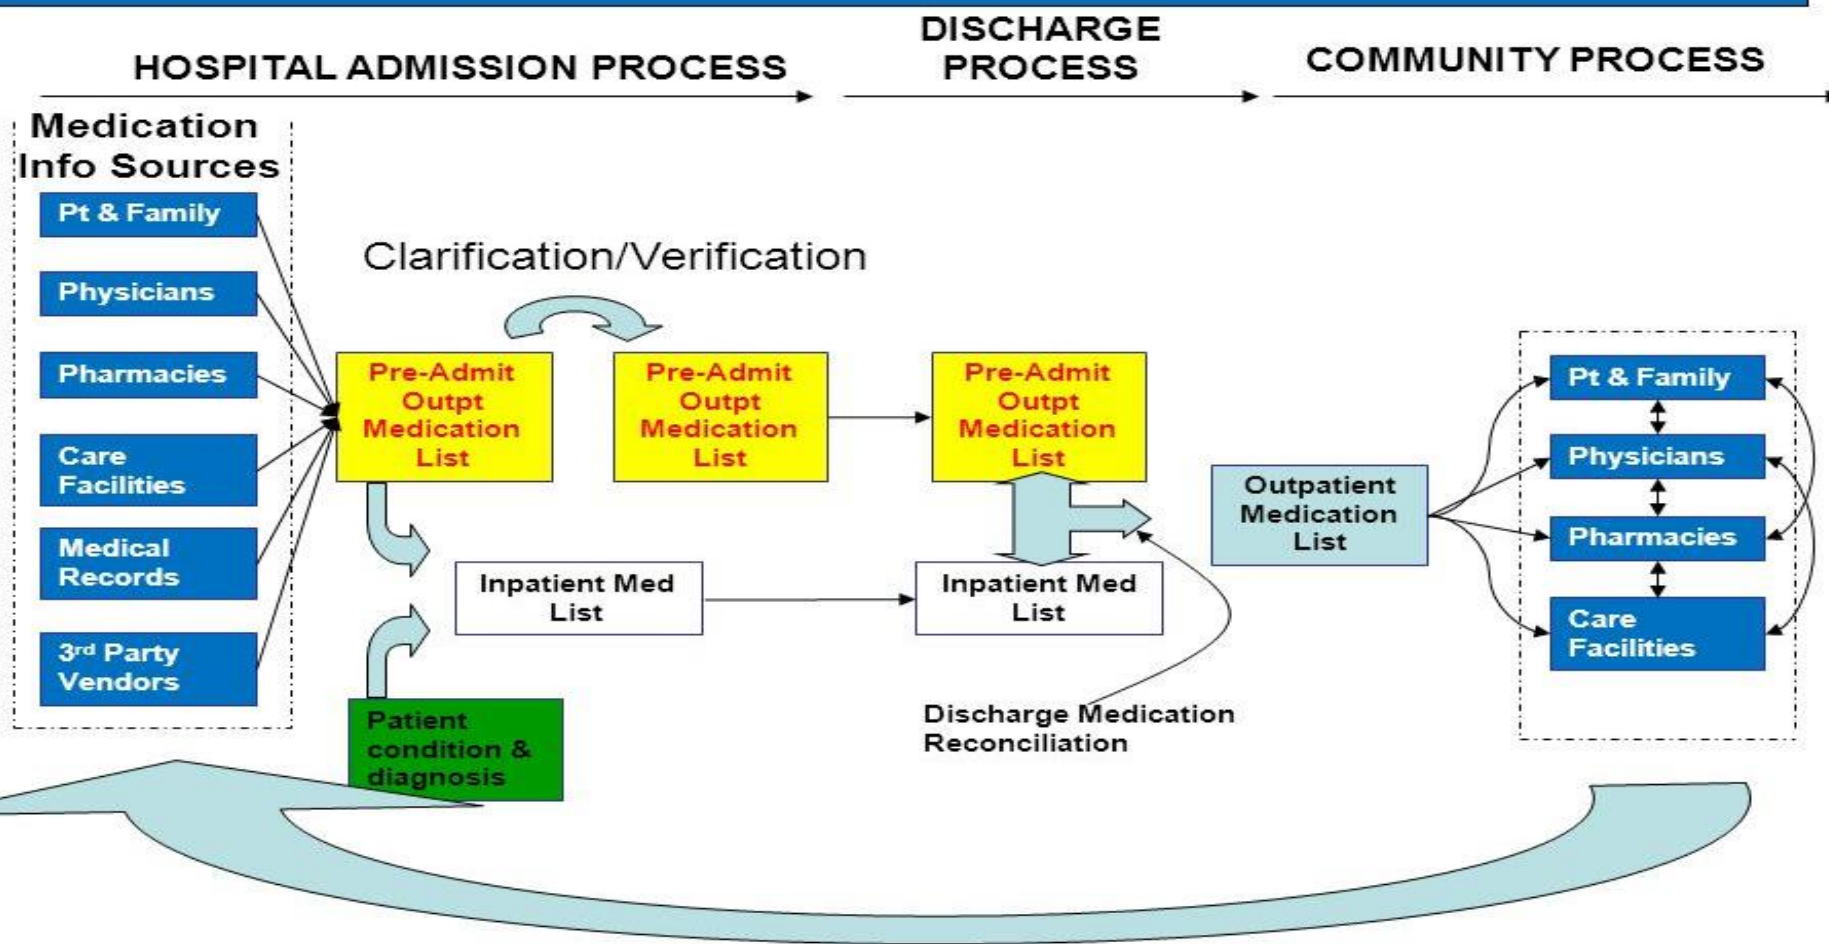 HOSPITAL ADMISSION PROCESS
DISCHARGE
PROCESS
COMMUNITY PROCESS
Medication
Info Sources
Pt & Family
Physicians
Pharmacies
Care
Facilities
Medical
Records
3rd Party
Vendors
Clarification/Verification
Pre-Admit
Outpt
Medication
List
Pre-Admit
Outpt
Medication
List
Pre-Admit
Outpt
Medication
List
Inpatient Med
List
Inpatient Med
List
Patient
condition &
diagnosis
Discharge Medication
Reconciliation
Outpatient
Medication
List
Pt & Family
Physicians
Pharmacies
Care
Facilities